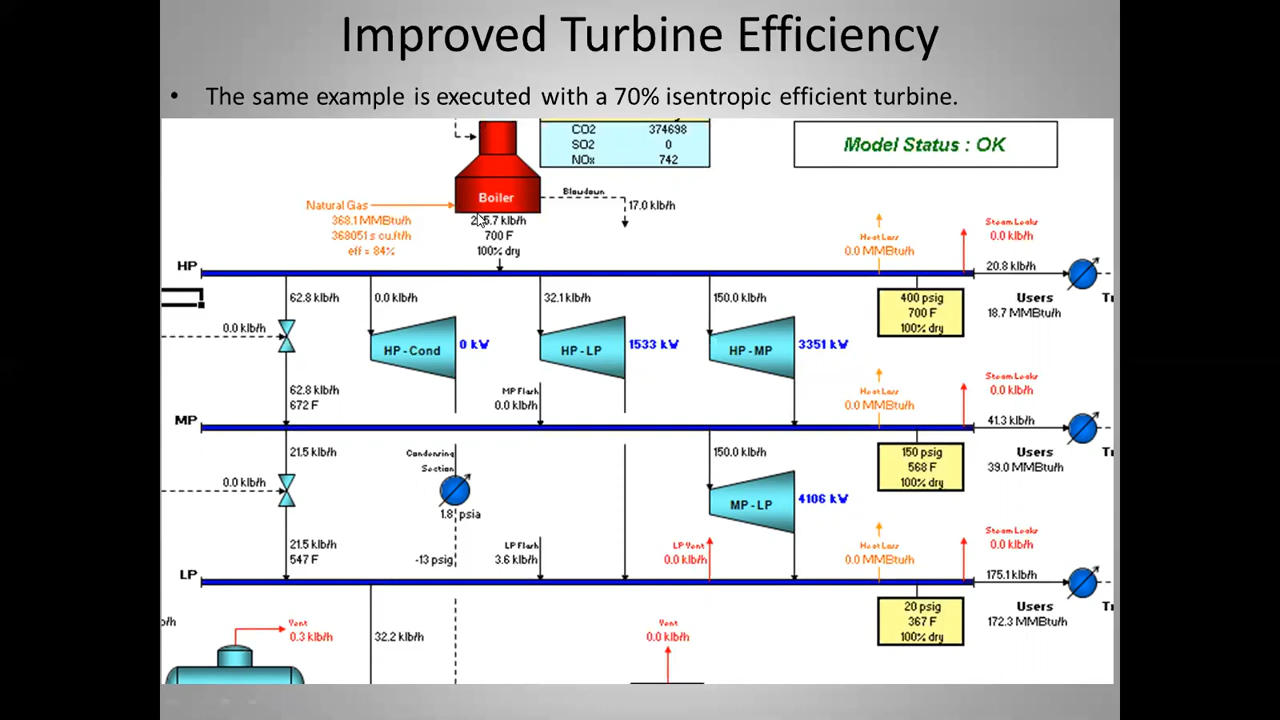 Improved Turbine Efficiency
• The same example is executed with a 70% isentropic efficient turbine.
CO2 374698
SO2 0
NOx 742
Model Status : OK
Boiler
Blowdown
17.0 klb/h
Natural Gas
368.1 MMBtu/h
368051 s cu.ft/h
eff = 84%
5.7 klb/h
700 F
100% dry
Heat Loss
0.0 MMBtu/h
Steam Leaks
0.0 klb/h
HP
20.8 klb/h
62.8 klb/h
0.0 klb/h
32.1 klb/h
150.0 klb/h
400 psig
700 F
100% dry
Users
18.7 MMBtu/h
0.0 klb/h
HP - Cond
0 kW
HP - LP
1533 kW
HP - MP
3351 kW
62.8 klb/h
672 F
MP Flash
0.0 klb/h
Heat Loss
0.0 MMBtu/h
Steam Leaks
0.0 klb/h
MP
41.3 klb/h
21.5 klb/h
Condensing
Section
150.0 klb/h
150 psig
568 F
100% dry
Users
39.0 MMBtu/h
0.0 klb/h
1.8 psia
MP - LP
4106 kW
21.5 klb/h
547 F
-13 psig
LP Flash
3.6 klb/h
LP Vent
0.0 klb/h
Heat Loss
0.0 MMBtu/h
Steam Leaks
0.0 klb/h
LP
175.1 klb/h
20 psig
367 F
100% dry
Users
172.3 MMBtu/h
Vent
0.3 klb/h
32.2 klb/h
Vent
0.0 klb/h